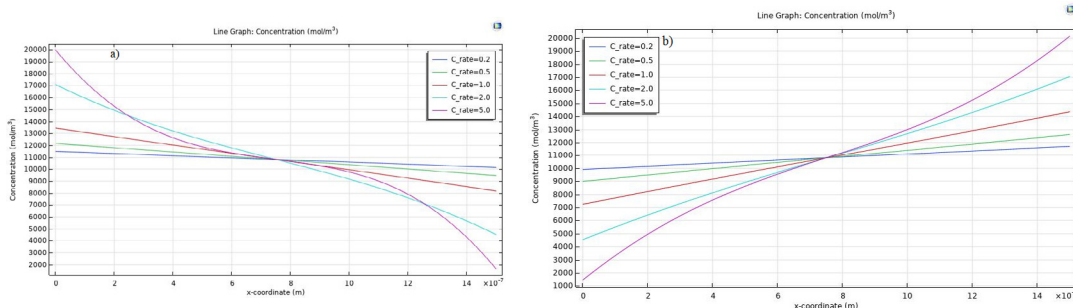 Line Graph: Concentration (mol/m³)
a)
20000
19000
18000
17000
16000
15000
14000
13000
12000
11000
10000
9000
8000
7000
6000
5000
4000
3000
2000
Concentration (mol/m³)
C_rate=0.2
C_rate=0.5
C_rate=1.0
C_rate=2.0
C_rate=5.0
0 2 4 6 8 10 12 14 ×10⁻⁷
x-coordinate (m)
Line Graph: Concentration (mol/m³)
b)
20000
19000
18000
17000
16000
15000
14000
13000
12000
11000
10000
9000
8000
7000
6000
5000
4000
3000
2000
1000
Concentration (mol/m³)
C_rate=0.2
C_rate=0.5
C_rate=1.0
C_rate=2.0
C_rate=5.0
0 2 4 6 8 10 12 14
x-coordinate (m)